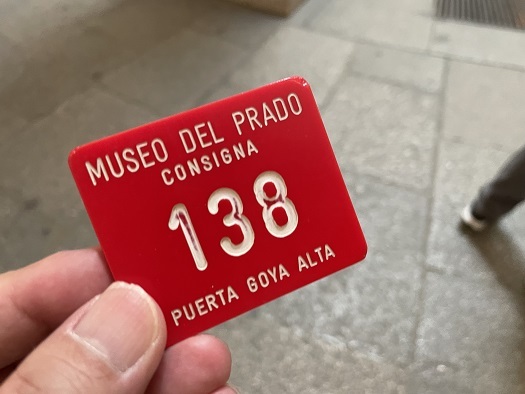 MUSEO DEL PRADO
CONSIGNA
138
PUERTA GOYA ALTA